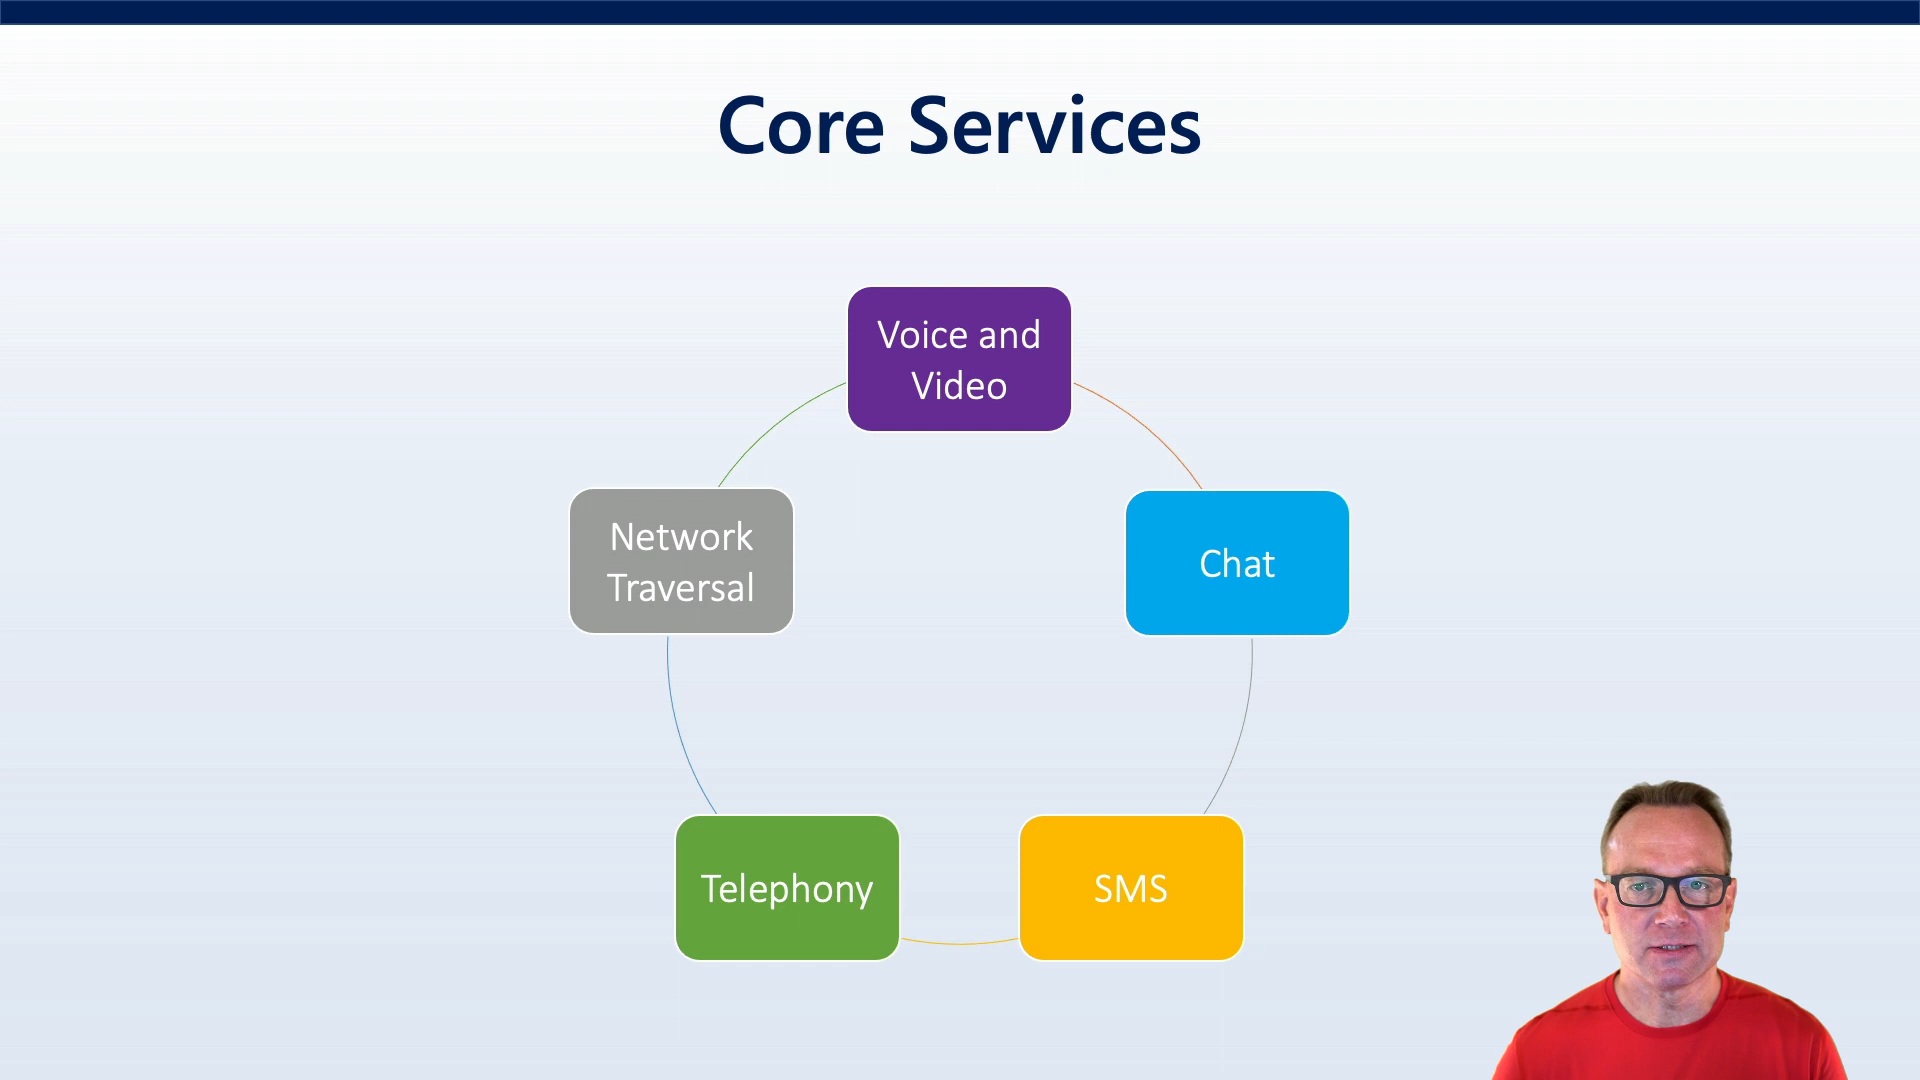 Core Services
Voice and
Video
Network
Traversal
Chat
Telephony
SMS